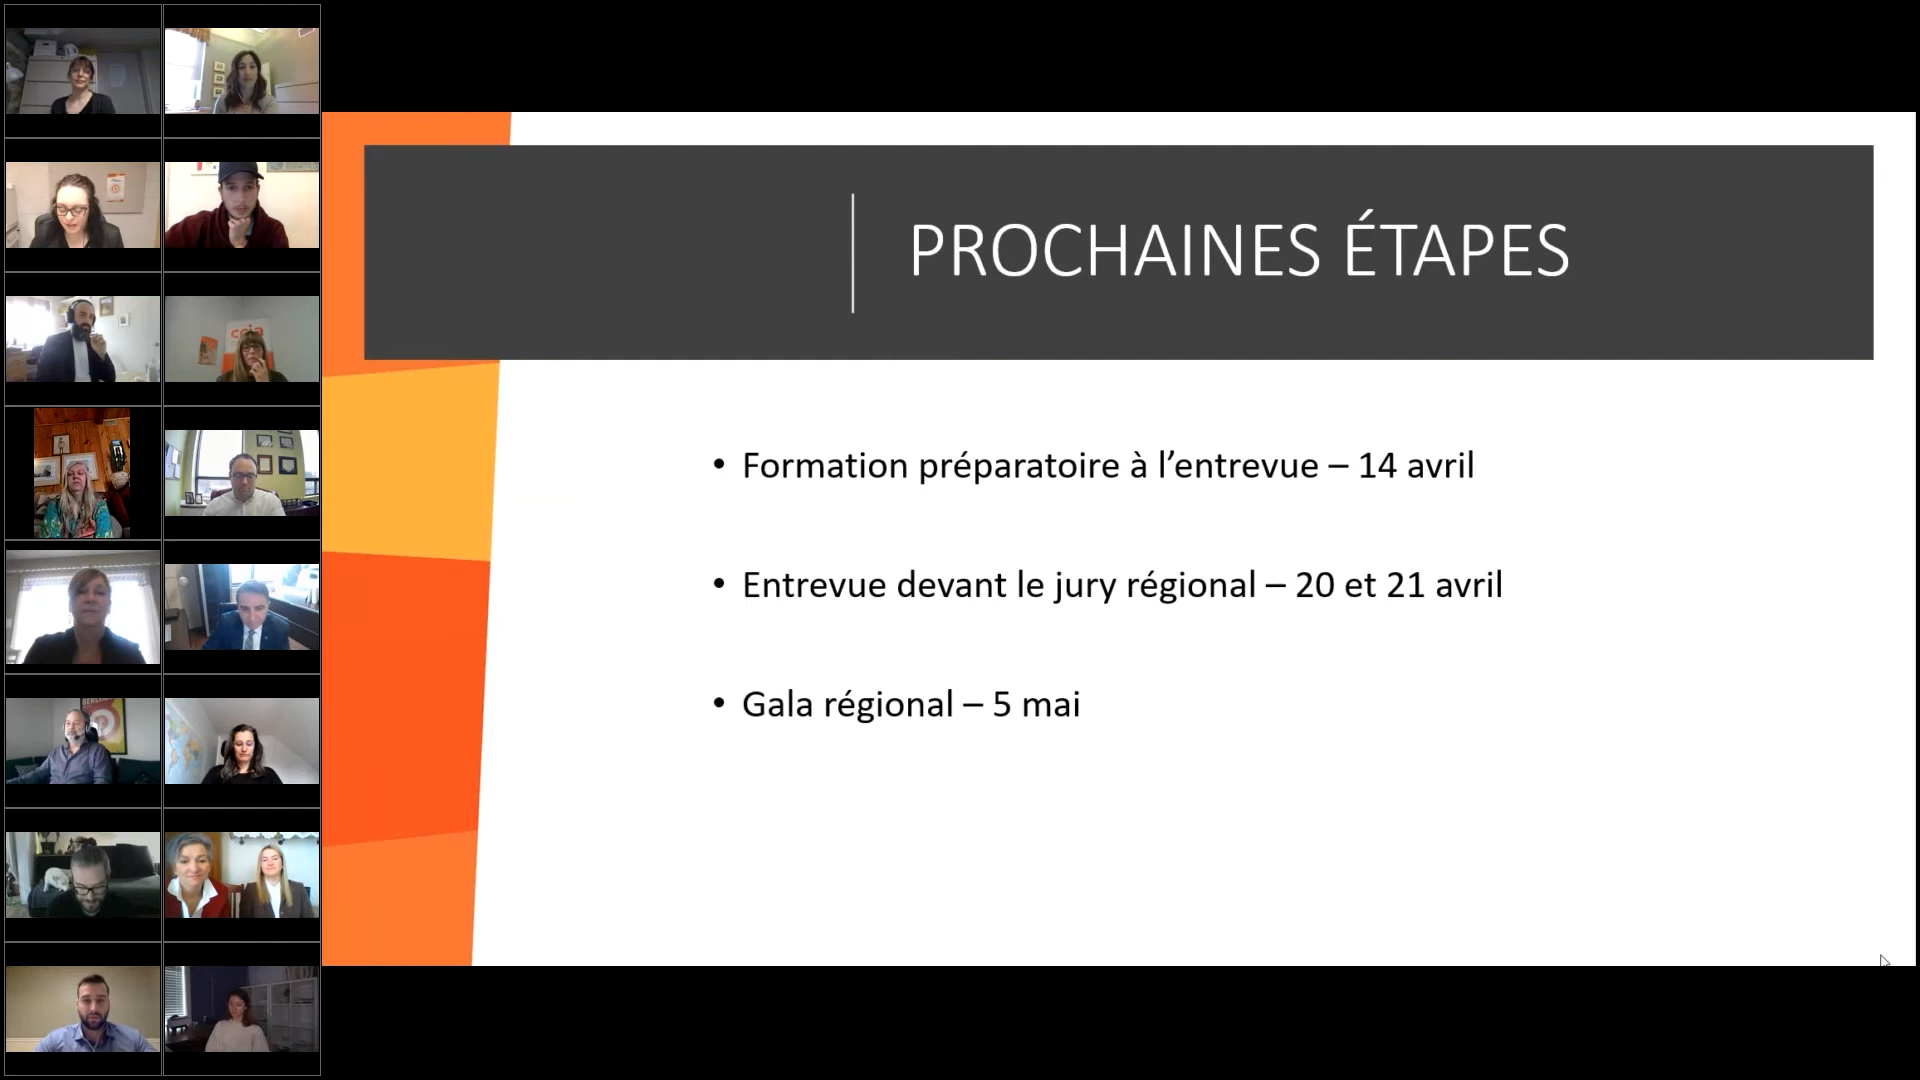 PROCHAINES ÉTAPES
• Formation préparatoire à l’entrevue – 14 avril
• Entrevue devant le jury régional – 20 et 21 avril
• Gala régional – 5 mai